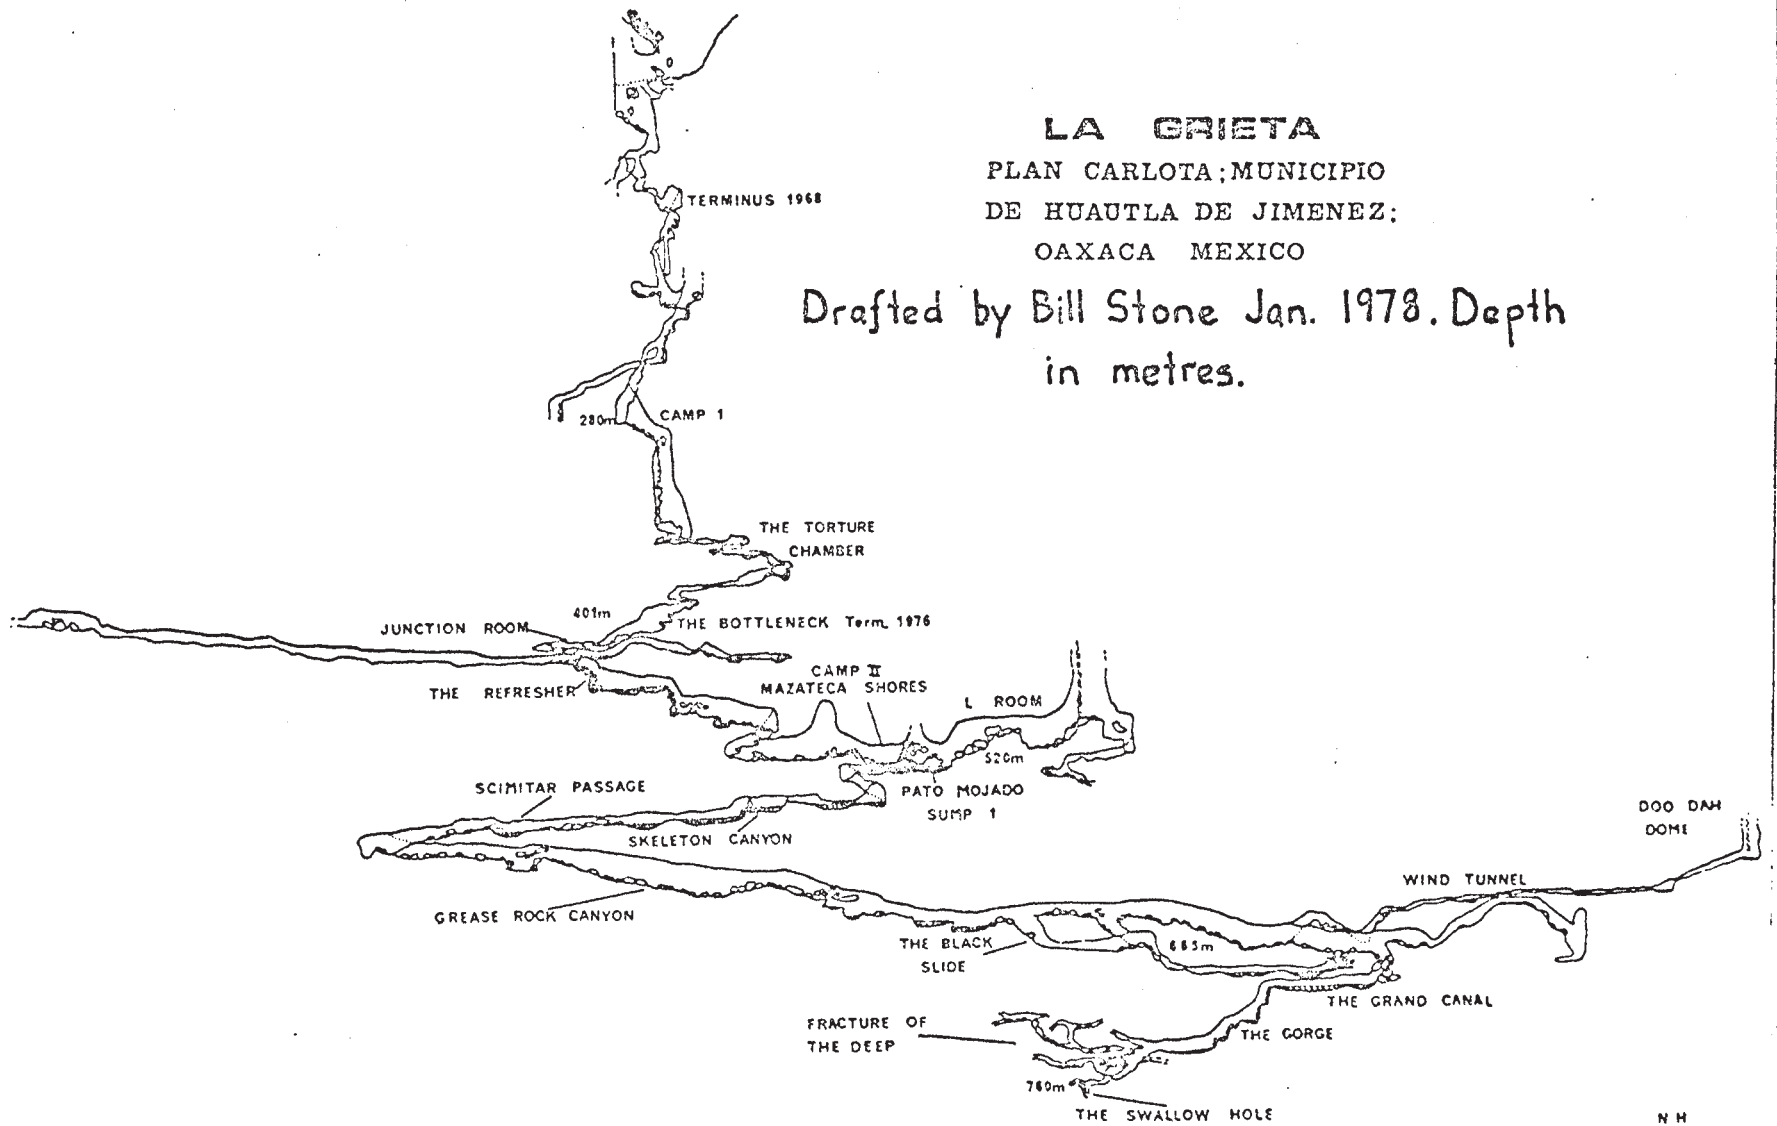 LA GRIETA
PLAN CARLOTA; MUNICIPIO
DE HUAUTLA DE JIMENEZ:
OAXACA MEXICO
Drafted by Bill Stone Jan. 1978. Depth
in metres.
TERMINUS 1968
280m
CAMP 1
THE TORTURE
CHAMBER
401m
JUNCTION ROOM
THE BOTTLENECK Term. 1976
THE REFRESHER
CAMP II
MAZATECA SHORES
L ROOM
520m
SCIMITAR PASSAGE
PATO MOJADO
SUMP 1
SKELETON CANYON
DOO DAH
DOME
WIND TUNNEL
GREASE ROCK CANYON
THE BLACK
SLIDE
665m
THE GRAND CANAL
FRACTURE OF
THE DEEP
THE GORGE
760m
THE SWALLOW HOLE
N H